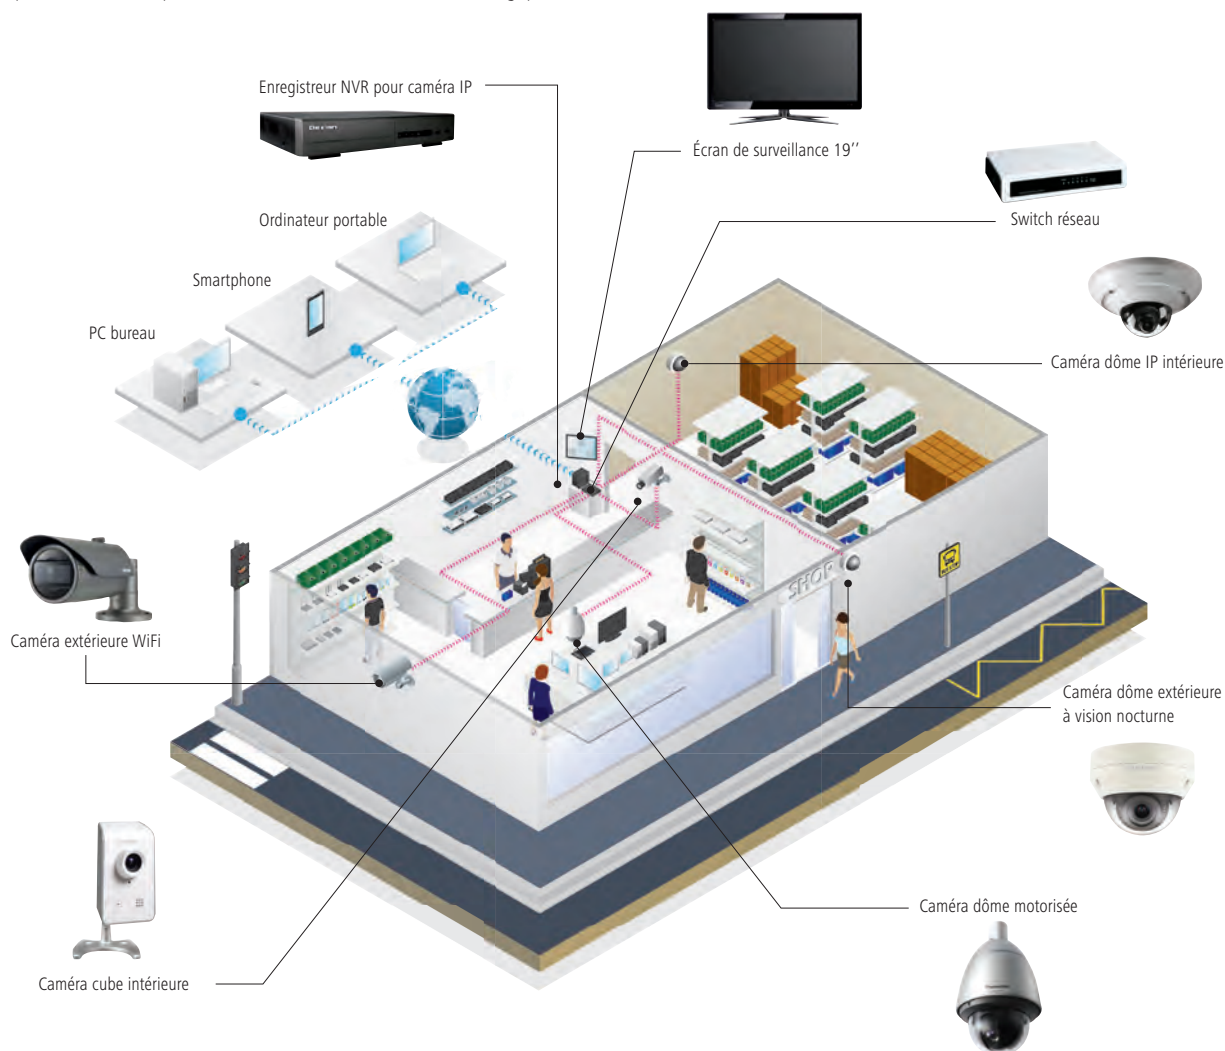 Enregistreur NVR pour caméra IP
Écran de surveillance 19’’
Switch réseau
Ordinateur portable
Smartphone
PC bureau
Caméra dôme IP intérieure
SHOP
Caméra extérieure WiFi
Caméra dôme extérieure
à vision nocturne
Caméra dôme motorisée
Caméra cube intérieure